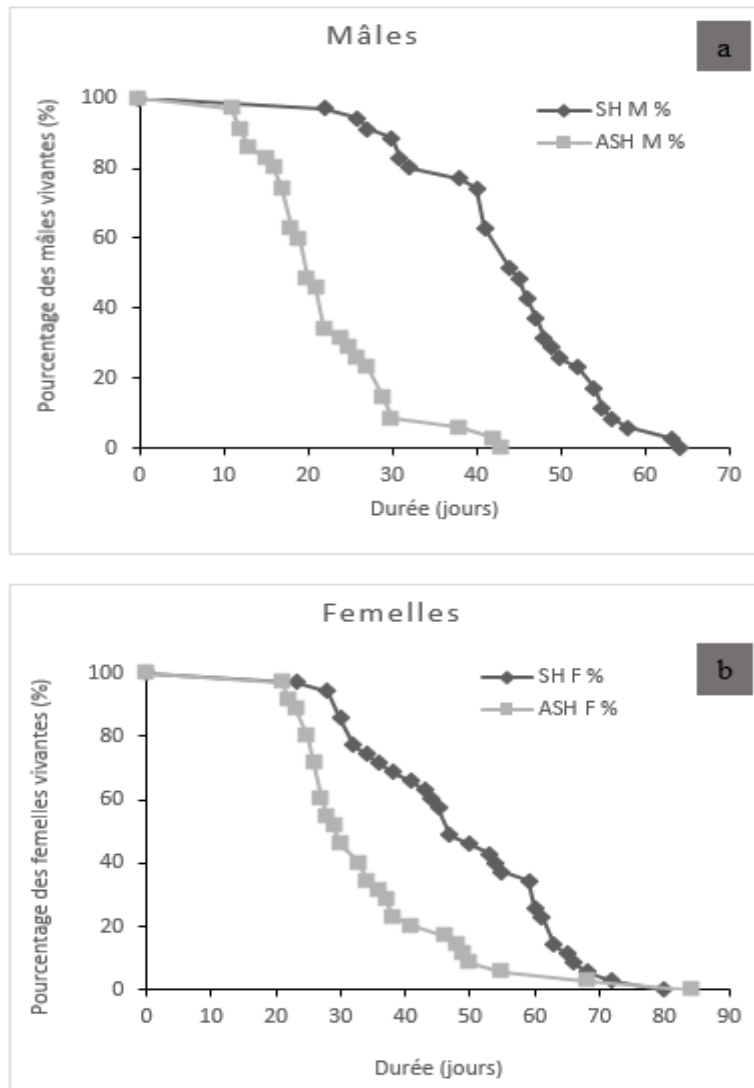 Mâles
a
100
80
60
40
20
0
SH M %
ASH M %
Pourcentage des mâles vivantes (%)
0 10 20 30 40 50 60 70
Durée (jours)
Femelles
b
100
80
60
40
20
0
SH F %
ASH F %
Pourcentage des femelles vivantes (%)
0 10 20 30 40 50 60 70 80 90
Durée (jours)